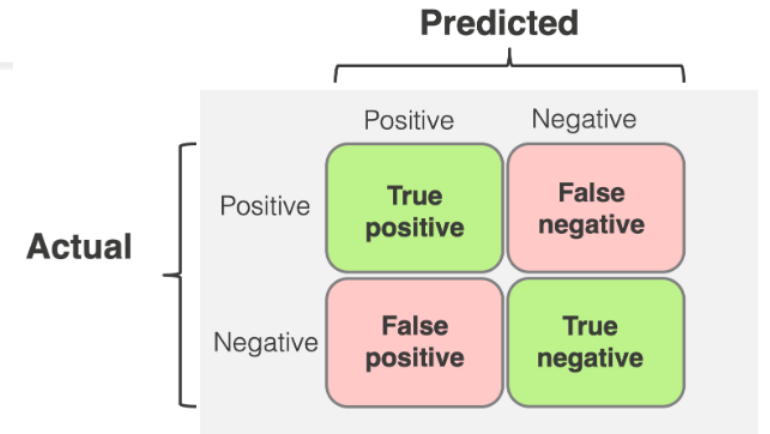 Predicted
Positive Negative
Actual
Positive
True
positive
False
negative
Negative
False
positive
True
negative